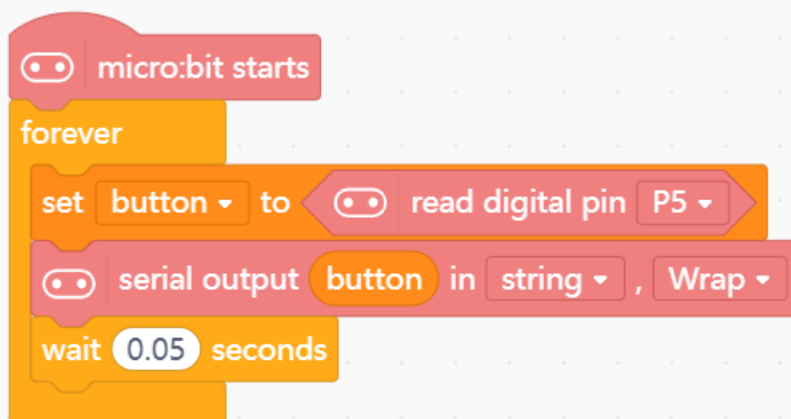 micro:bit starts
forever
set button to read digital pin P5
serial output button in string , Wrap
wait 0.05 seconds